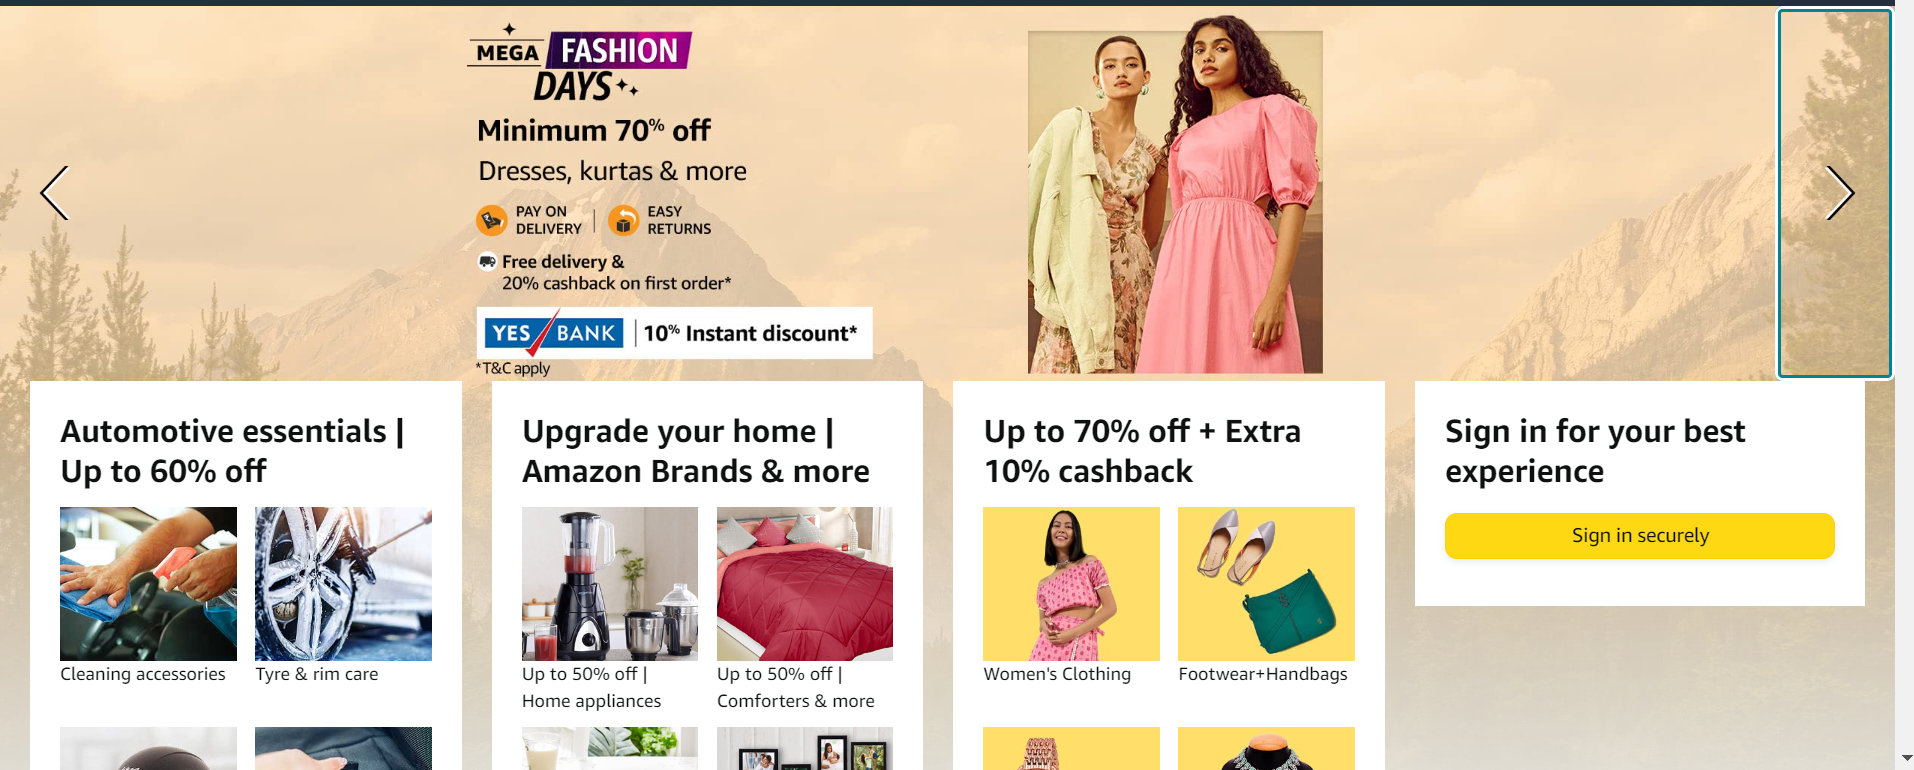 MEGA FASHION
DAYS
Minimum 70% off
Dresses, kurtas & more
PAY ON
DELIVERY
EASY
RETURNS
Free delivery &
20% cashback on first order*
YES BANK 10% Instant discount*
*T&C apply
Automotive essentials |
Up to 60% off
Cleaning accessories
Tyre & rim care
Upgrade your home |
Amazon Brands & more
Up to 50% off |
Home appliances
Up to 50% off |
Comforters & more
Up to 70% off + Extra
10% cashback
Women's Clothing
Footwear+Handbags
Sign in for your best
experience
Sign in securely